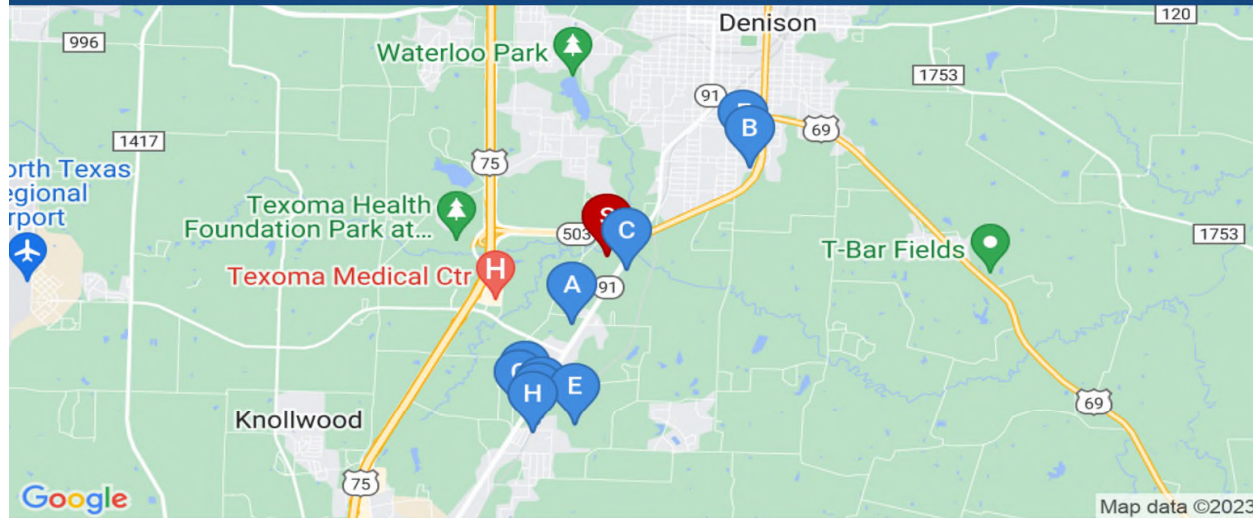 Denison
120
996
Waterloo Park
1753
91
69
B
1417
75
orth Texas
egional
irport
Texoma Health
Foundation Park at...
S
503
C
1753
T-Bar Fields
Texoma Medical Ctr
H
A
91
E
H
Knollwood
69
75
Google
Map data ©2023